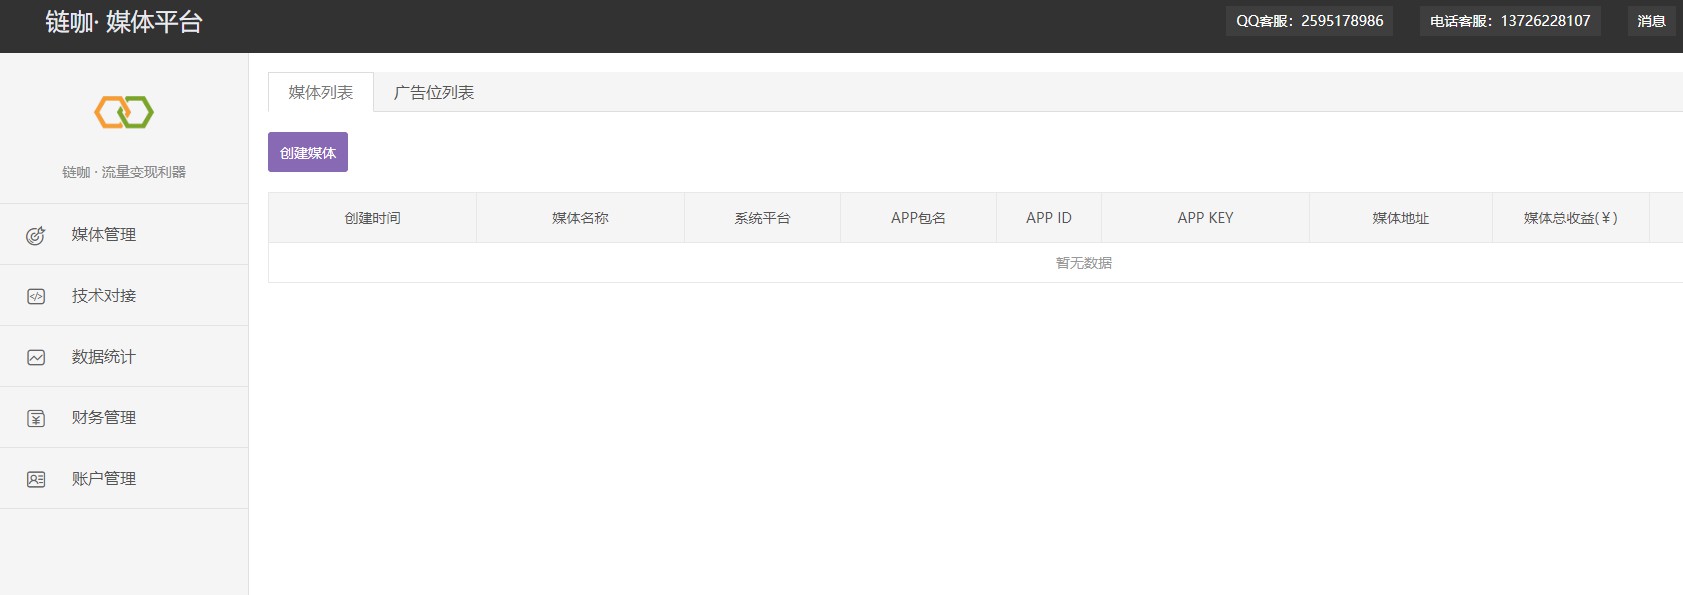 链咖· 媒体平台
QQ客服：2595178986
电话客服：13726228107
消息
链咖 · 流量变现利器
媒体管理
技术对接
数据统计
财务管理
账户管理
媒体列表
广告位列表
创建媒体
创建时间 媒体名称 系统平台 APP包名 APP ID APP KEY 媒体地址 媒体总收益(￥)
暂无数据